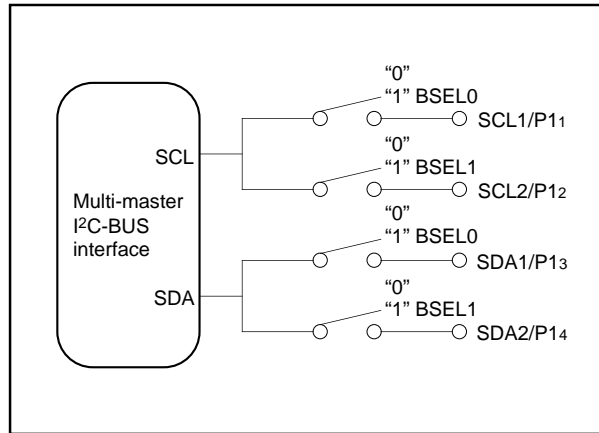 “0”
“1” BSEL0
SCL1/P11
SCL
“0”
“1” BSEL1
SCL2/P12
Multi-master
I2C-BUS
interface
“0”
“1” BSEL0
SDA1/P13
SDA
“0”
“1” BSEL1
SDA2/P14